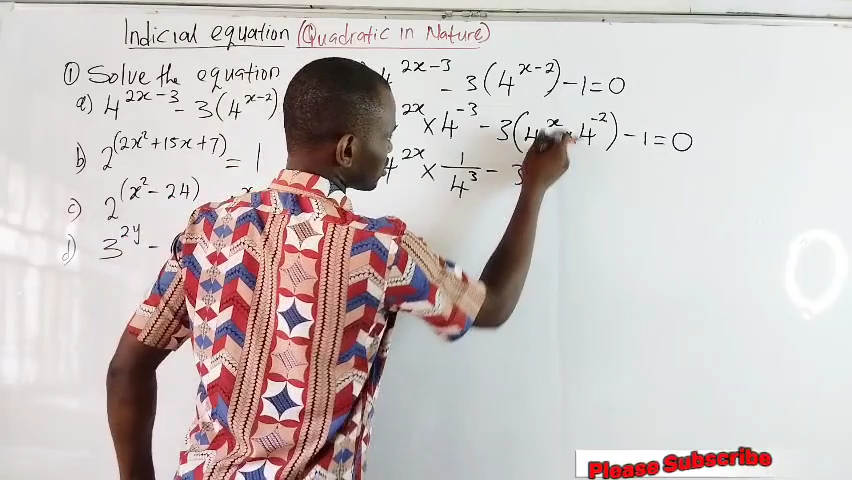 Indicial equation (Quadratic in Nature)
① Solve the equation
a) 4^(2x-3) - 3(4^(x-2))
b) 2^(2x²+15x+7) = 1
c) 2^(x²-24)
d) 3^(2y) -
4^(2x-3) - 3(4^(x-2)) - 1 = 0
^(2x) × 4^(-3) - 3(4^x · 4^(-2)) - 1 = 0
4^(2x) × 1/4³ - 3
Please Subscribe